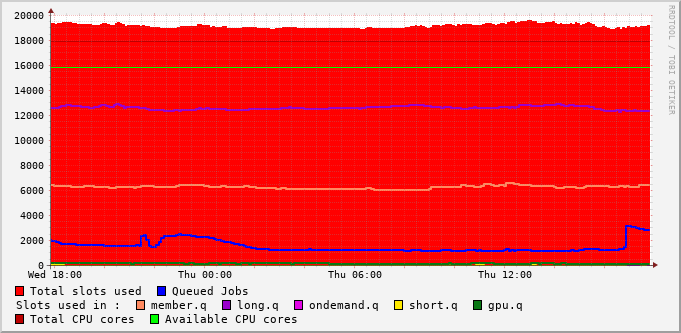 20000
18000
16000
14000
12000
10000
8000
6000
4000
2000
0
Wed 18:00 Thu 00:00 Thu 06:00 Thu 12:00
RRDTOOL / TOBI OETIKER
Total slots used Queued Jobs
Slots used in : member.q long.q ondemand.q short.q gpu.q
Total CPU cores Available CPU cores